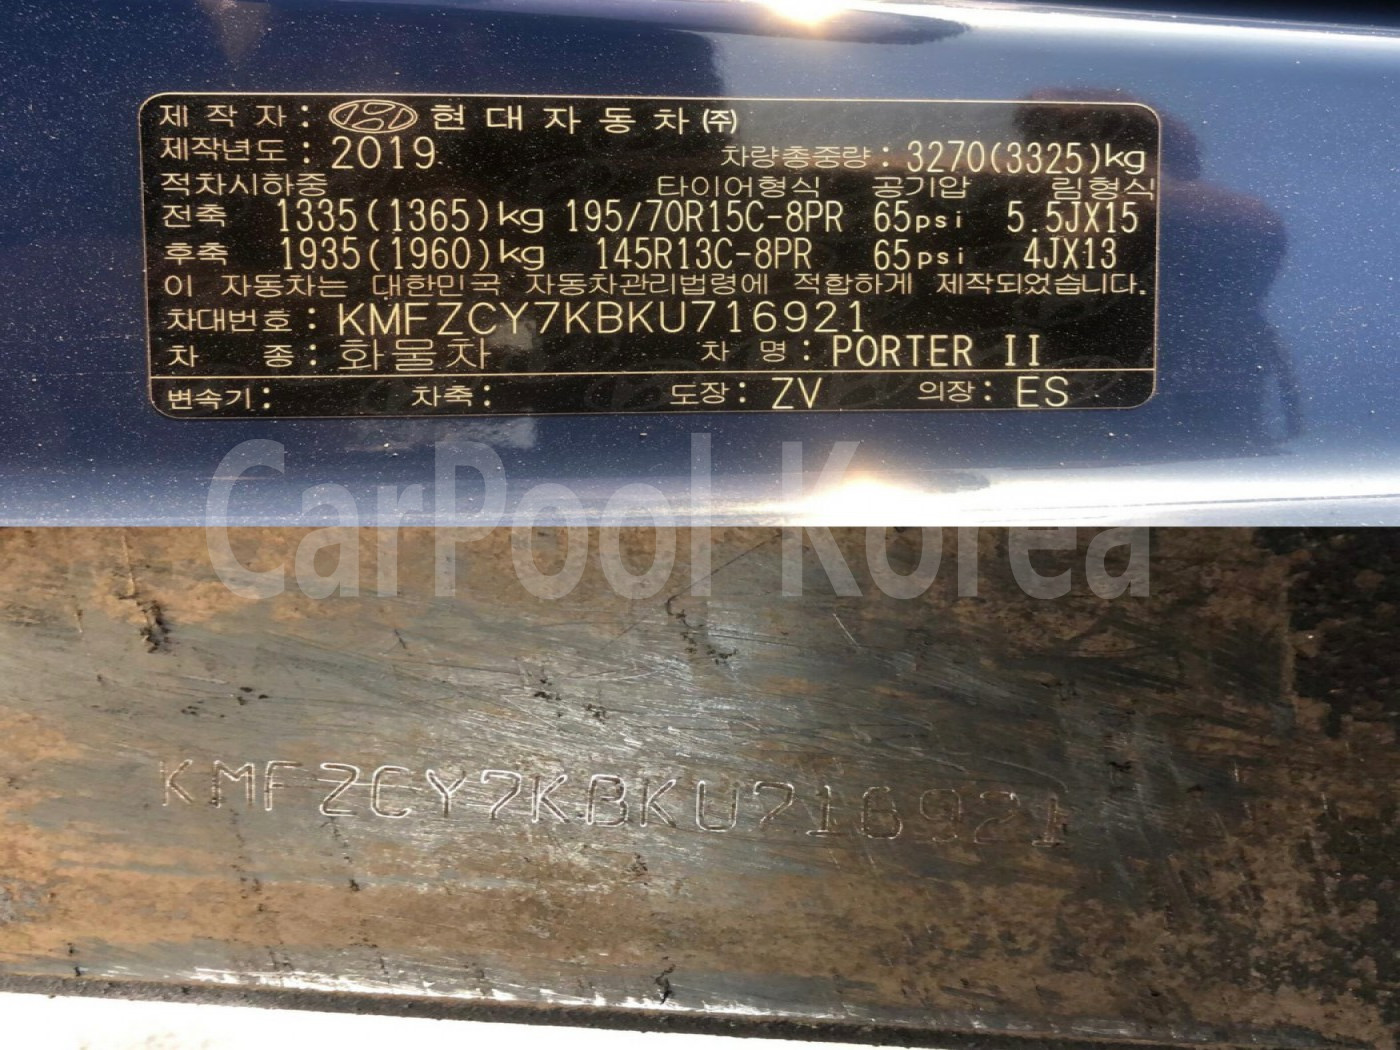 제 작 자 : 현대자동차㈜
제작년도 : 2019 차량총중량 : 3270(3325)kg
적차시하중 타이어형식 공기압 림형식
전축 1335(1365)kg 195/70R15C-8PR 65psi 5.5JX15
후축 1935(1960)kg 145R13C-8PR 65psi 4JX13
이 자동차는 대한민국 자동차관리법령에 적합하게 제작되었습니다.
차대번호 : KMFZCY7KBKU716921
차 종 : 화물차 차 명 : PORTER II
변속기 : 차축 : 도장 : ZV 의장 : ES
CarPool Korea
KMFZCY7KBKU716921